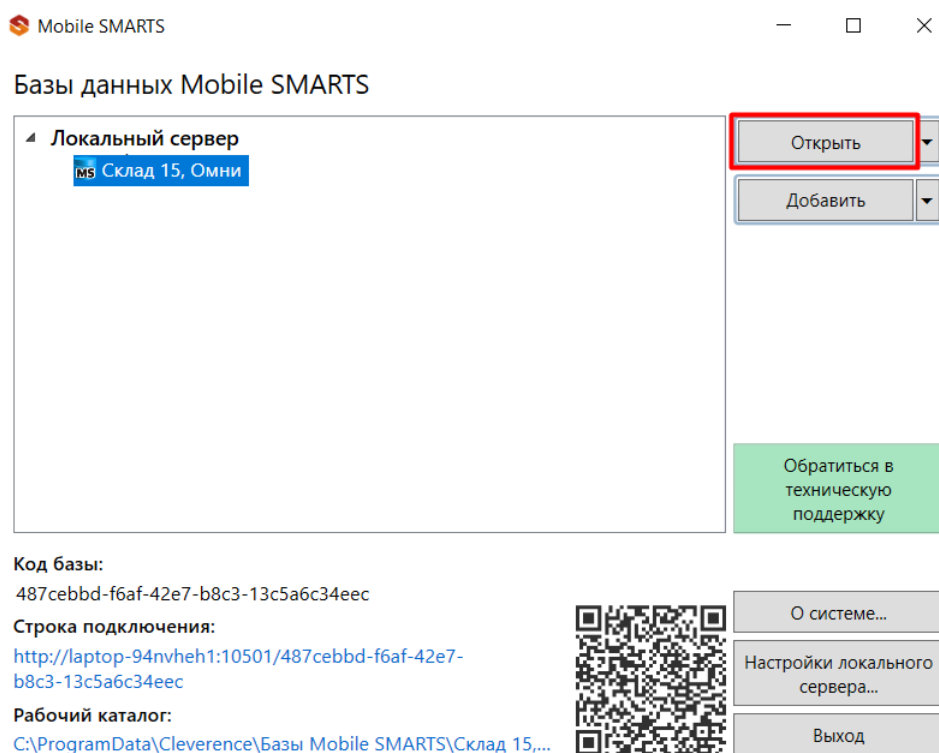 Mobile SMARTS
Базы данных Mobile SMARTS
Локальный сервер
MS Склад 15, Омни
Открыть
Добавить
Обратиться в
техническую
поддержку
Код базы:
487cebbd-f6af-42e7-b8c3-13c5a6c34eec
Строка подключения:
http://laptop-94nvheh1:10501/487cebbd-f6af-42e7-
b8c3-13c5a6c34eec
Рабочий каталог:
C:\ProgramData\Cleverence\Базы Mobile SMARTS\Склад 15,...
О системе...
Настройки локального
сервера...
Выход